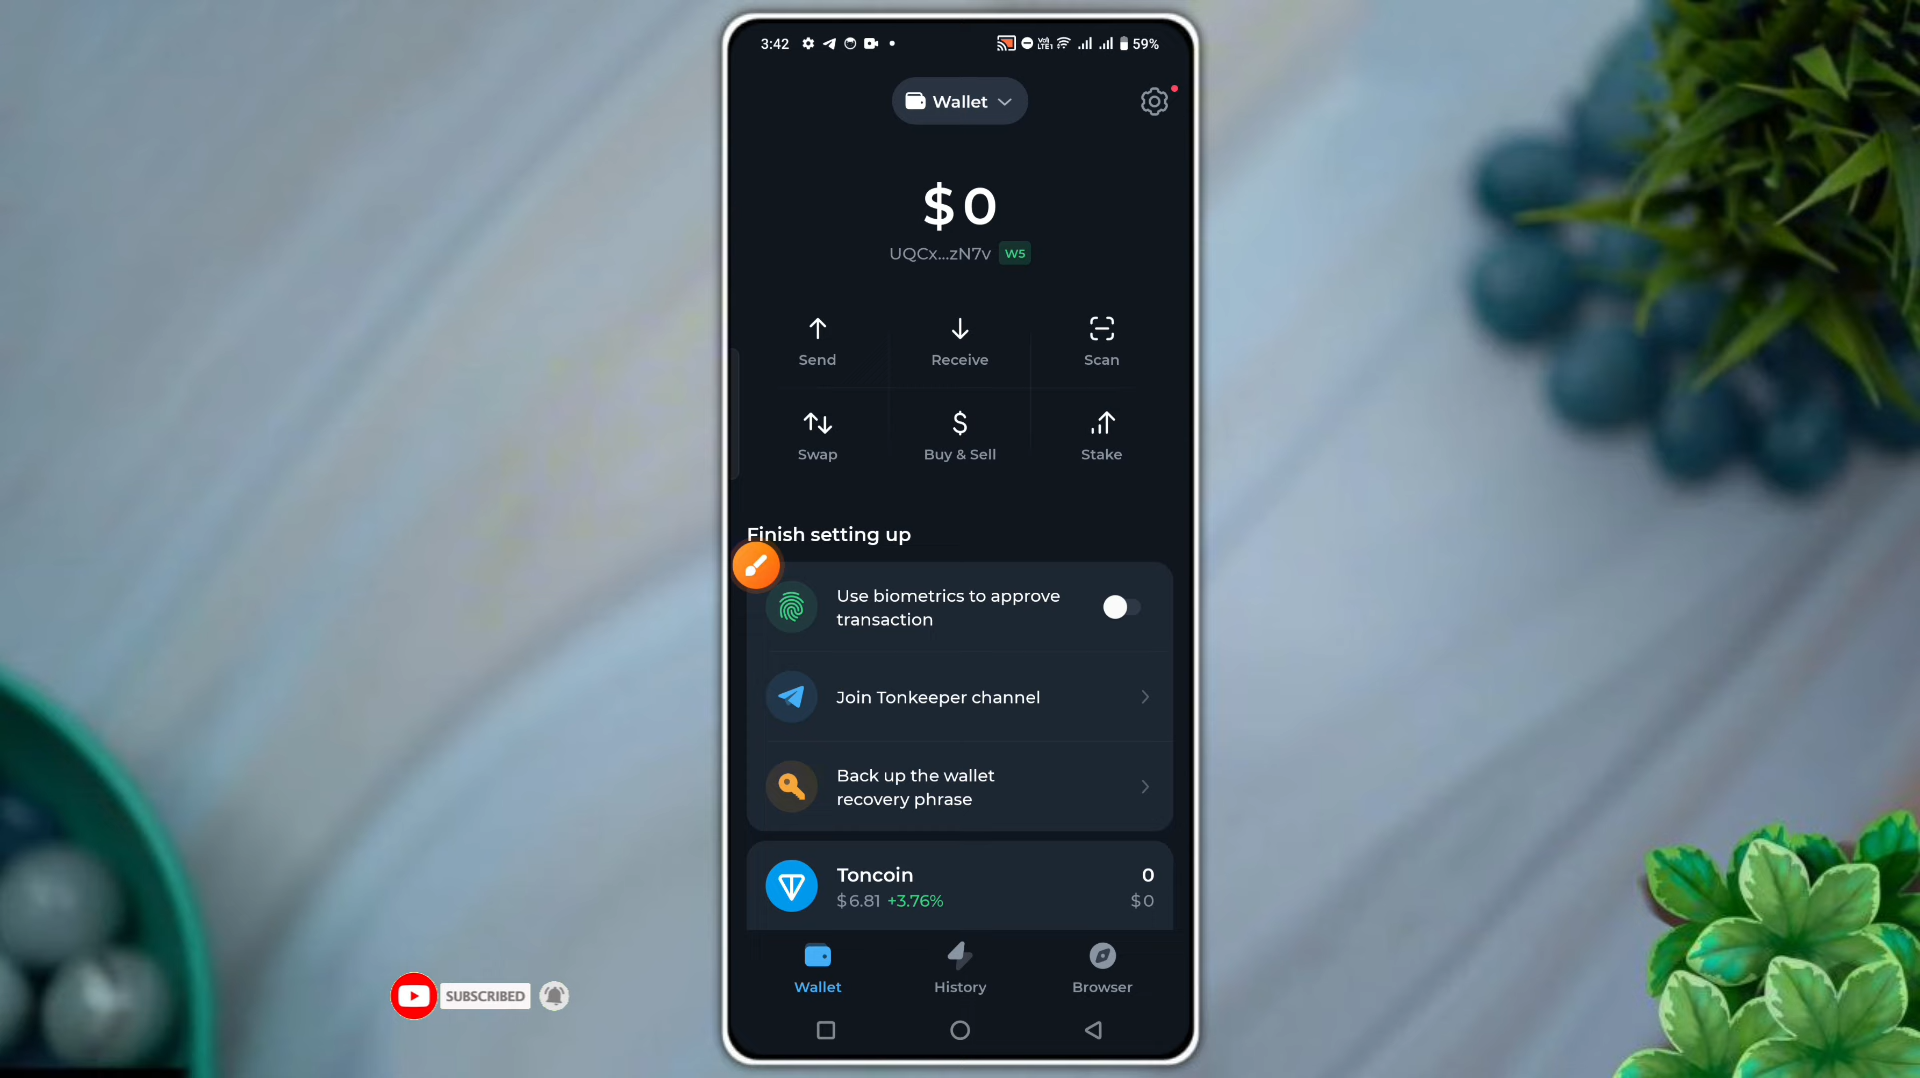 3:42
59%
Wallet
$0
UQCx...zN7v W5
Send
Receive
Scan
Swap
Buy & Sell
Stake
Finish setting up
Use biometrics to approve
transaction
Join Tonkeeper channel
Back up the wallet
recovery phrase
Toncoin
0
$6.81 +3.76%
$0
Wallet
History
Browser
SUBSCRIBED